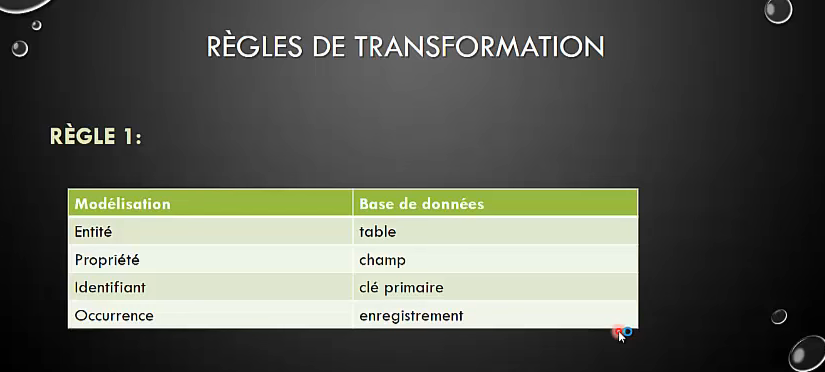 RÈGLES DE TRANSFORMATION
RÈGLE 1:
Modélisation Base de données
Entité table
Propriété champ
Identifiant clé primaire
Occurrence enregistrement